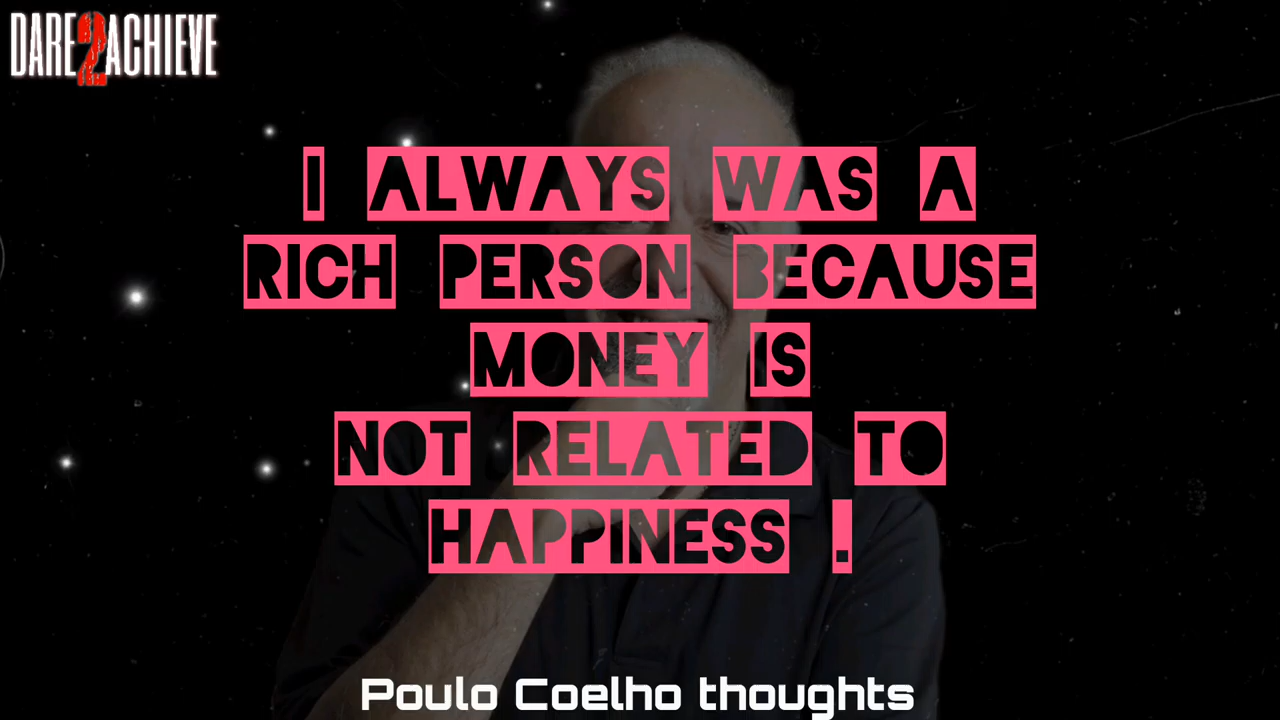 DARE2ACHIEVE
I ALWAYS WAS A
RICH PERSON BECAUSE
MONEY IS
NOT RELATED TO
HAPPINESS .
Poulo Coelho thoughts